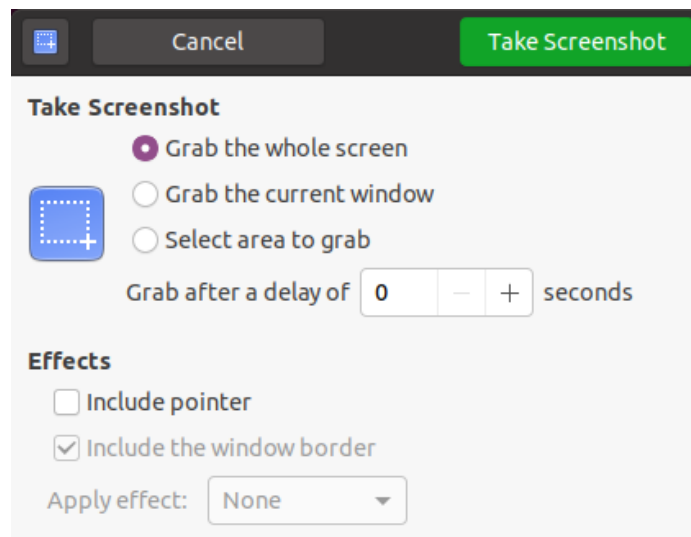 Cancel Take Screenshot
Take Screenshot
Grab the whole screen
Grab the current window
Select area to grab
Grab after a delay of 0 − + seconds
Effects
Include pointer
Include the window border
Apply effect: None